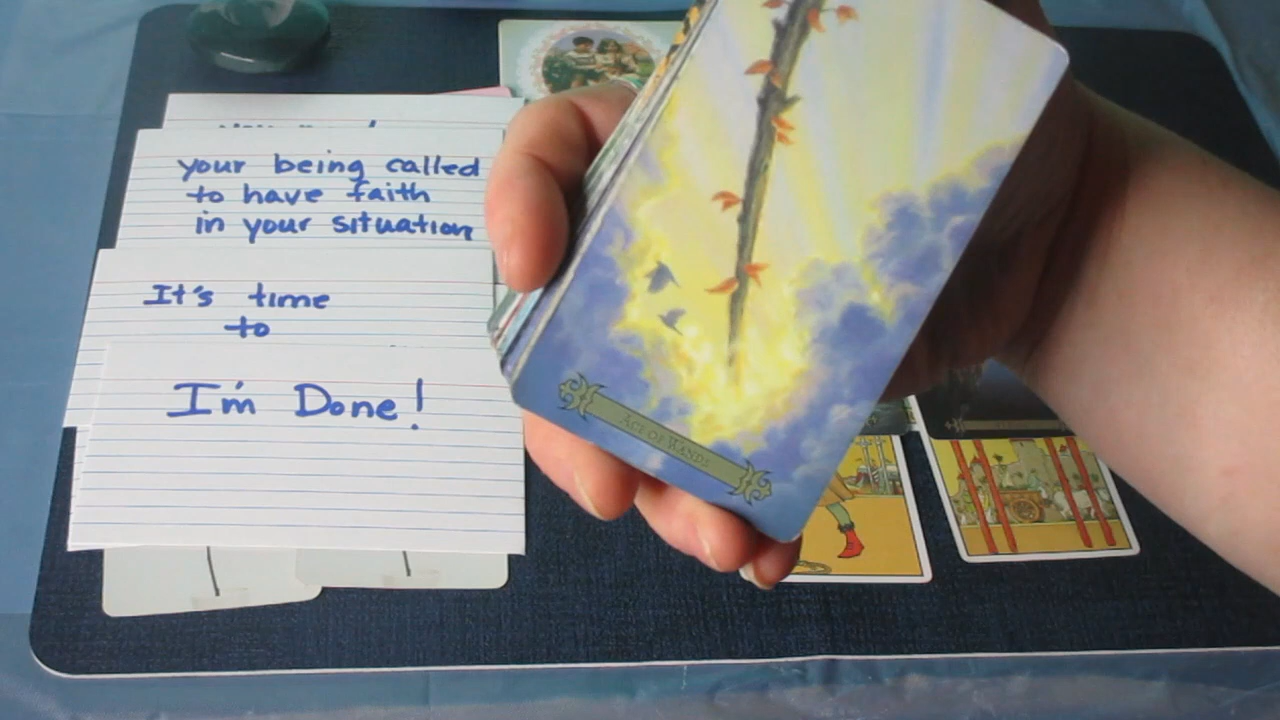 your being called
to have faith
in your situation
It's time
to
I'm Done!
ACE OF WANDS